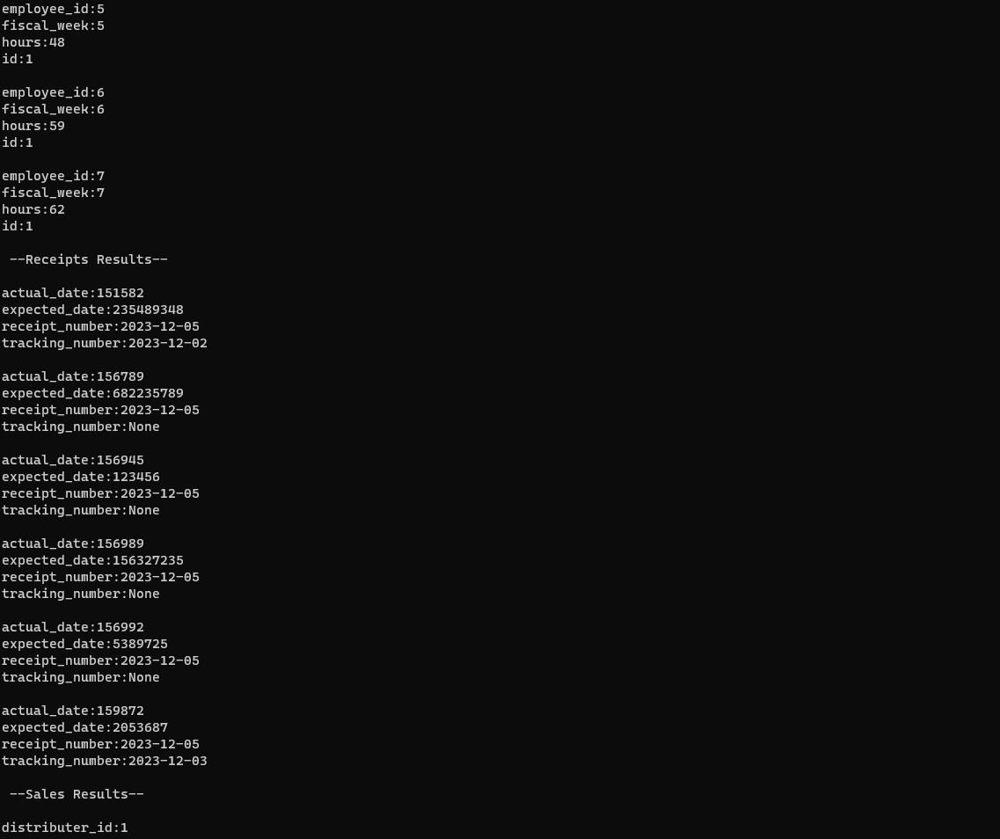 employee_id:5
fiscal_week:5
hours:48
id:1
employee_id:6
fiscal_week:6
hours:59
id:1
employee_id:7
fiscal_week:7
hours:62
id:1
--Receipts Results--
actual_date:151582
expected_date:235489348
receipt_number:2023-12-05
tracking_number:2023-12-02
actual_date:156789
expected_date:682235789
receipt_number:2023-12-05
tracking_number:None
actual_date:156945
expected_date:123456
receipt_number:2023-12-05
tracking_number:None
actual_date:156989
expected_date:156327235
receipt_number:2023-12-05
tracking_number:None
actual_date:156992
expected_date:5389725
receipt_number:2023-12-05
tracking_number:None
actual_date:159872
expected_date:2053687
receipt_number:2023-12-05
tracking_number:2023-12-03
--Sales Results--
distributer_id:1